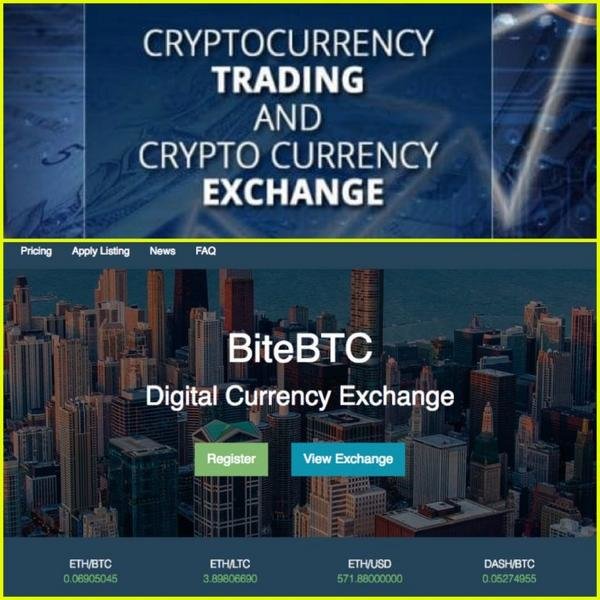 CRYPTOCURRENCY
TRADING
AND
CRYPTO CURRENCY
EXCHANGE
Pricing Apply Listing News FAQ
BiteBTC
Digital Currency Exchange
Register View Exchange
ETH/BTC ETH/LTC ETH/USD DASH/BTC
0.06905045 3.89806690 571.88000000 0.05274955